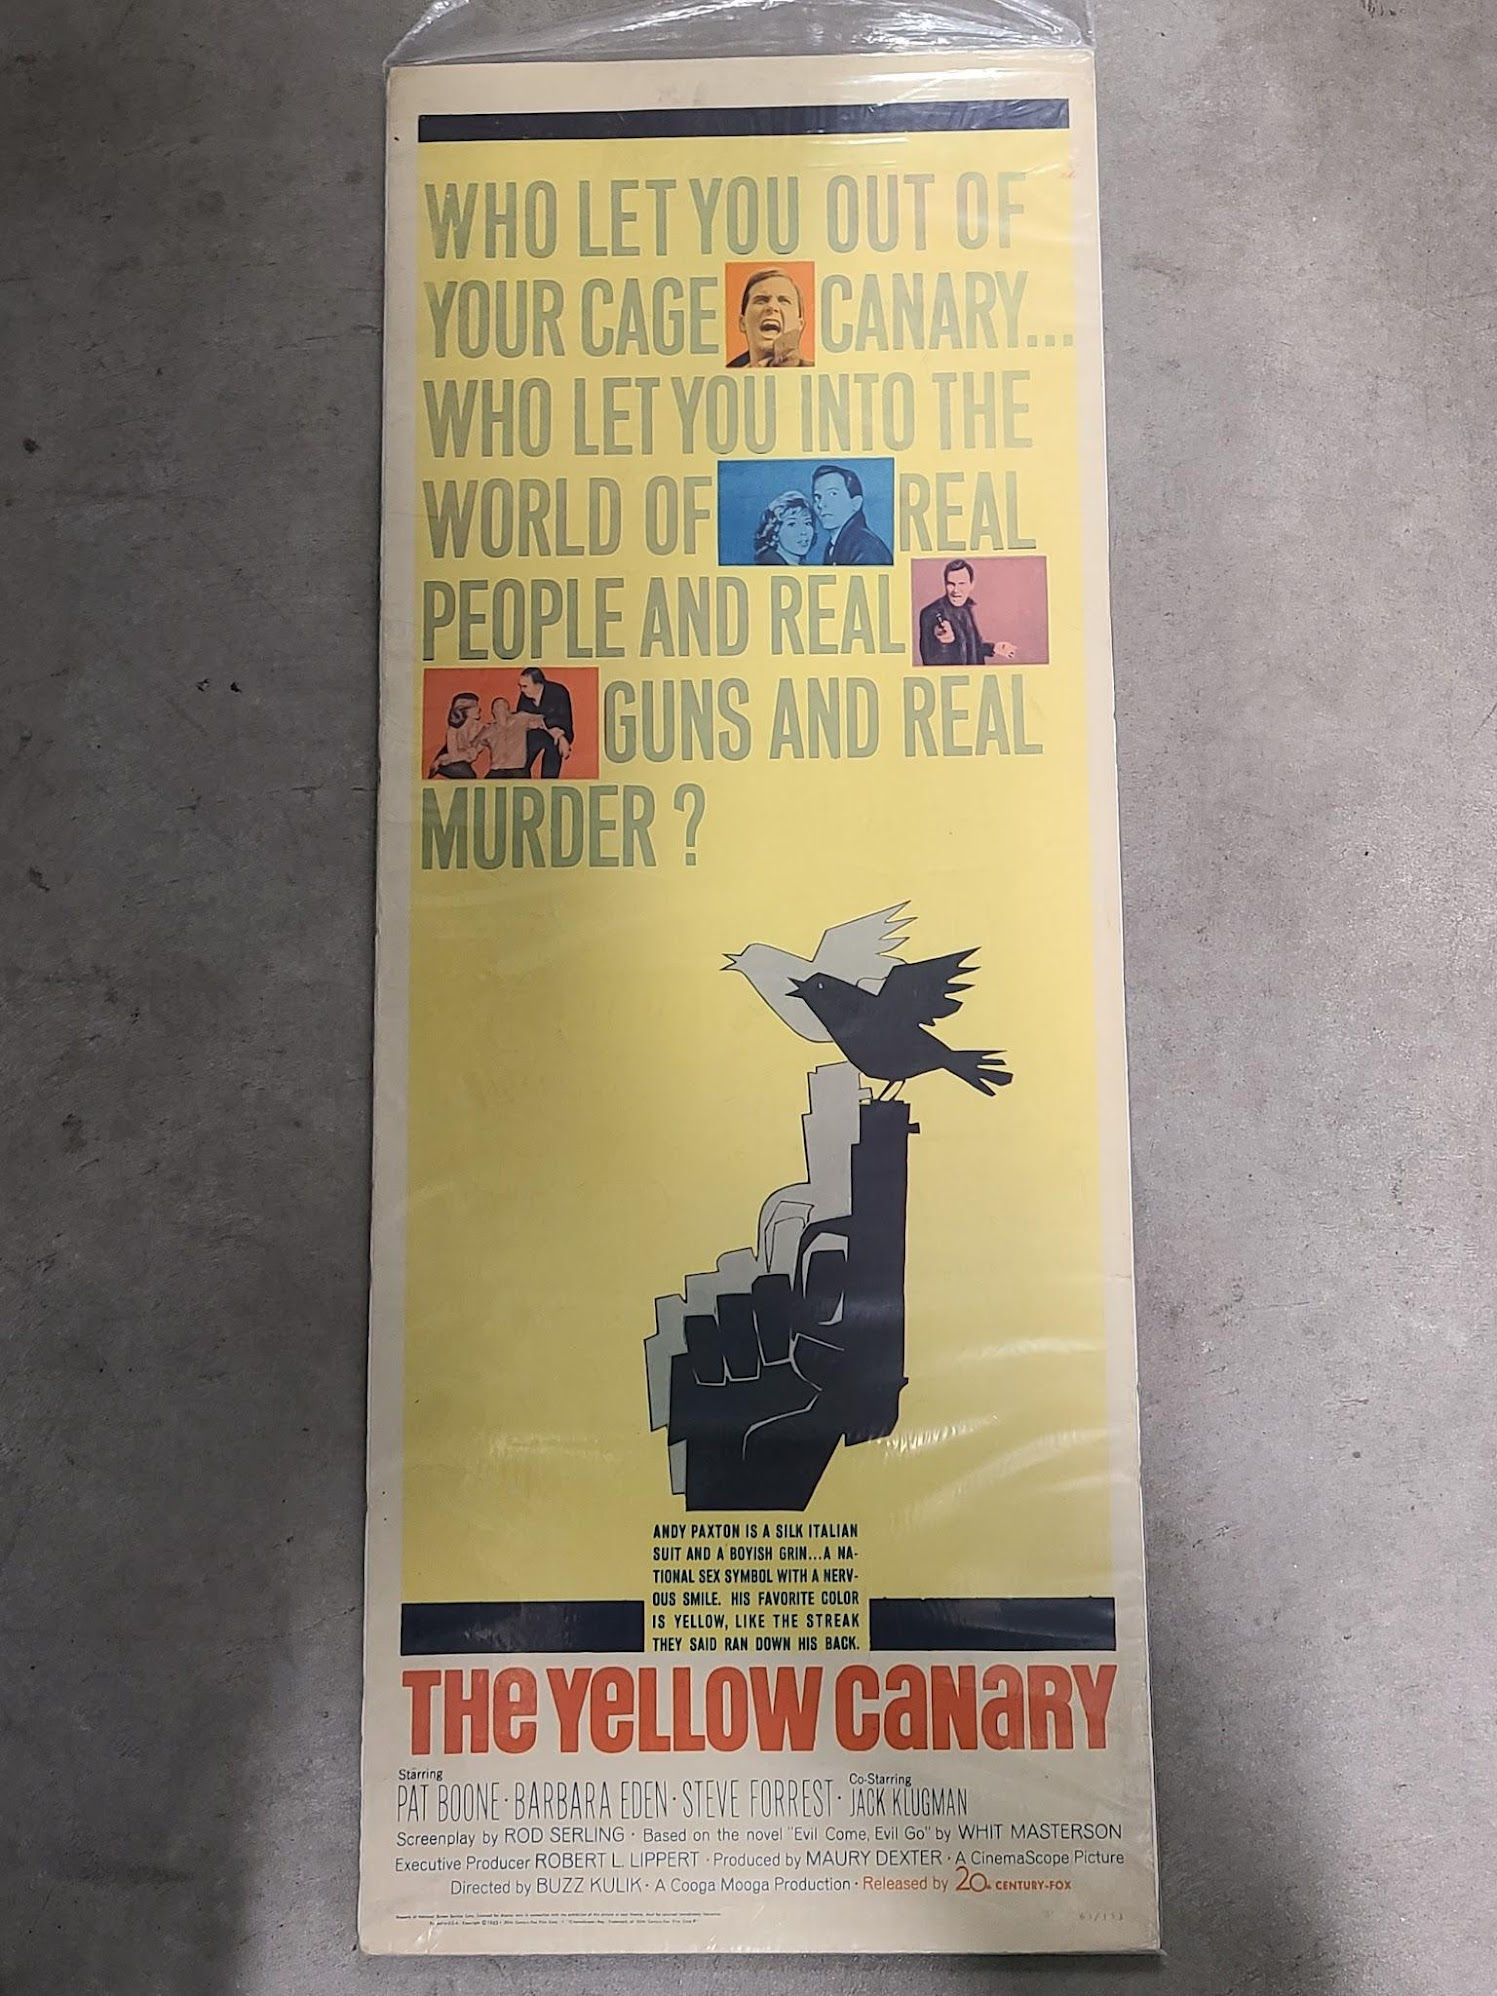 WHO LET YOU OUT OF
YOUR CAGE CANARY...
WHO LET YOU INTO THE
WORLD OF REAL
PEOPLE AND REAL
GUNS AND REAL
MURDER?
ANDY PAXTON IS A SILK ITALIAN
SUIT AND A BOYISH GRIN...A NA-
TIONAL SEX SYMBOL WITH A NERV-
OUS SMILE. HIS FAVORITE COLOR
IS YELLOW, LIKE THE STREAK
THEY SAID RAN DOWN HIS BACK.
THE YeLLOW CaNaRY
Starring
PAT BOONE · BARBARA EDEN · STEVE FORREST ·
Co-Starring
JACK KLUGMAN
Screenplay by ROD SERLING · Based on the novel "Evil Come, Evil Go" by WHIT MASTERSON
Executive Producer ROBERT L. LIPPERT · Produced by MAURY DEXTER · A CinemaScope Picture
Directed by BUZZ KULIK · A Cooga Mooga Production · Released by 20th CENTURY-FOX
63/153